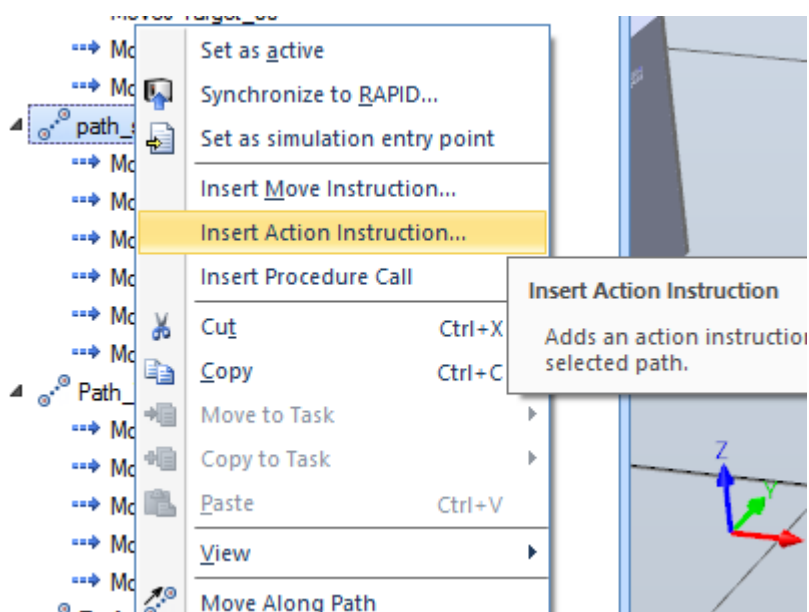 Mo
Set as active
Mo
Synchronize to RAPID...
path_s
Set as simulation entry point
Mo
Insert Move Instruction...
Mo
Mo
Insert Action Instruction...
Mo
Insert Procedure Call
Insert Action Instruction
Mo
Cut Ctrl+X
Adds an action instruction
Mo
Copy Ctrl+C
selected path.
Path_
Move to Task
Mo
Mo
Copy to Task
Z
Y
Mo
Paste Ctrl+V
Mo
View
Mo
Move Along Path